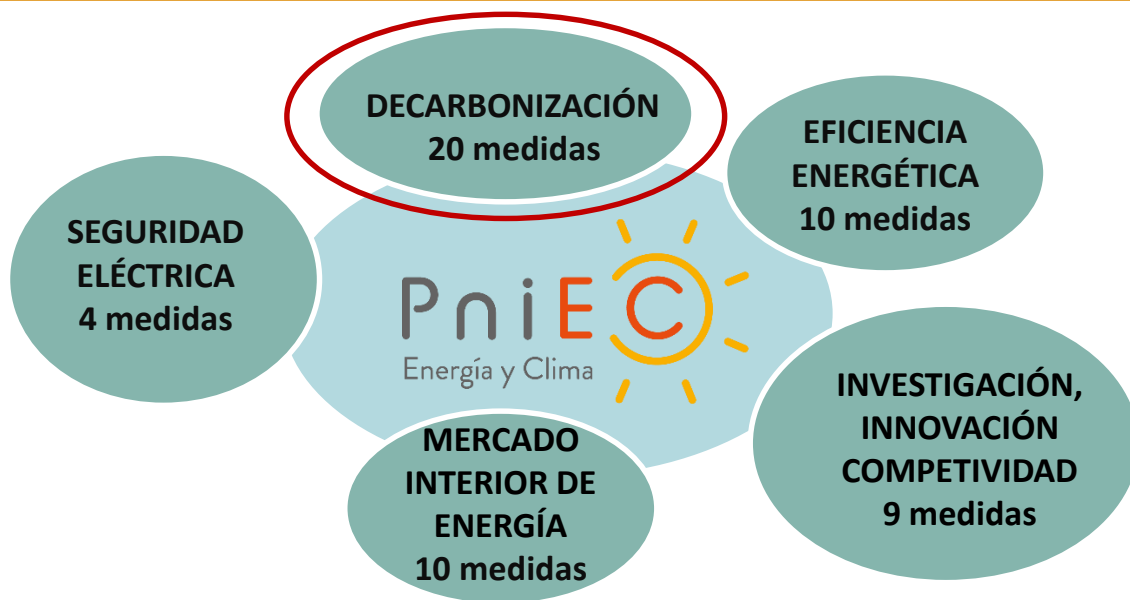 DECARBONIZACIÓN
20 medidas
EFICIENCIA
ENERGÉTICA
10 medidas
SEGURIDAD
ELÉCTRICA
4 medidas
PniEC
Energía y Clima
INVESTIGACIÓN,
INNOVACIÓN
COMPETIVIDAD
9 medidas
MERCADO
INTERIOR DE
ENERGÍA
10 medidas